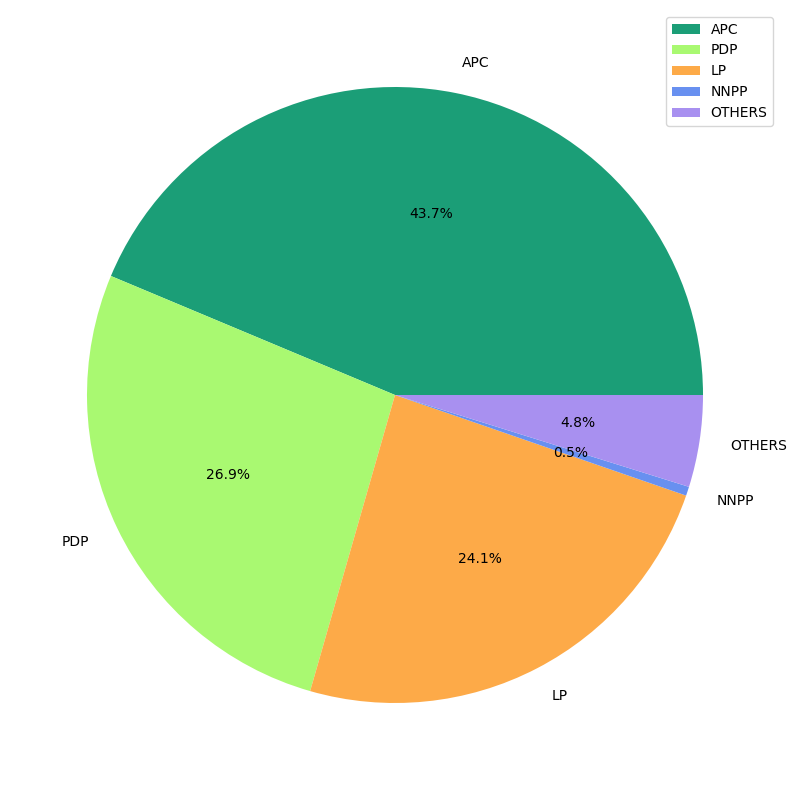 APC
PDP
LP
NNPP
OTHERS
APC
43.7%
4.8%
OTHERS
0.5%
26.9%
NNPP
PDP
24.1%
LP